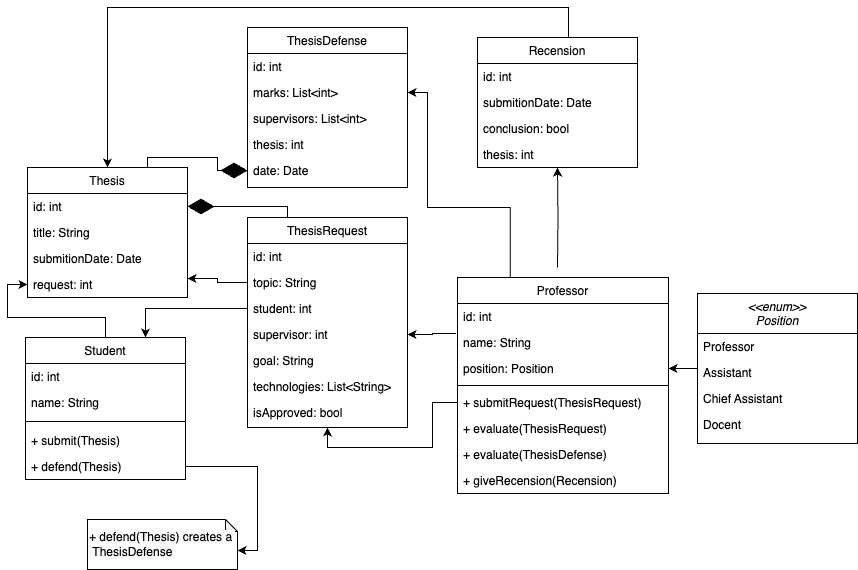 ThesisDefense
id: int
marks: List<int>
supervisors: List<int>
thesis: int
date: Date
Recension
id: int
submitionDate: Date
conclusion: bool
thesis: int
Thesis
id: int
title: String
submitionDate: Date
request: int
ThesisRequest
id: int
topic: String
student: int
supervisor: int
goal: String
technologies: List<String>
isApproved: bool
Professor
id: int
name: String
position: Position
+ submitRequest(ThesisRequest)
+ evaluate(ThesisRequest)
+ evaluate(ThesisDefense)
+ giveRecension(Recension)
<<enum>>
Position
Professor
Assistant
Chief Assistant
Docent
Student
id: int
name: String
+ submit(Thesis)
+ defend(Thesis)
+ defend(Thesis) creates a
ThesisDefense